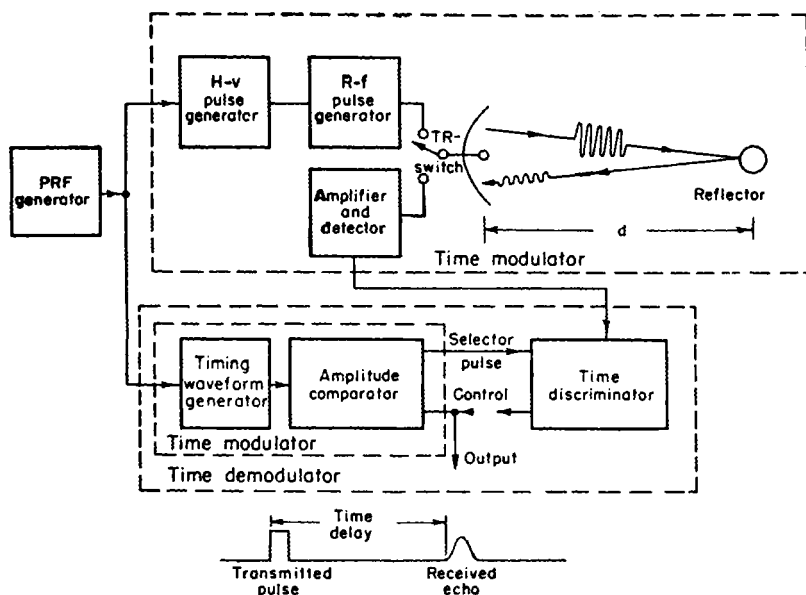 H-v
pulse
generator
R-f
pulse
generator
TR-
switch
PRF
generator
Amplifier
and
detector
Reflector
d
Time modulator
Timing
waveform
generator
Amplitude
comparator
Selector
pulse
Control
Time
discriminator
Time modulator
Output
Time demodulator
Time
delay
Transmitted
pulse
Received
echo